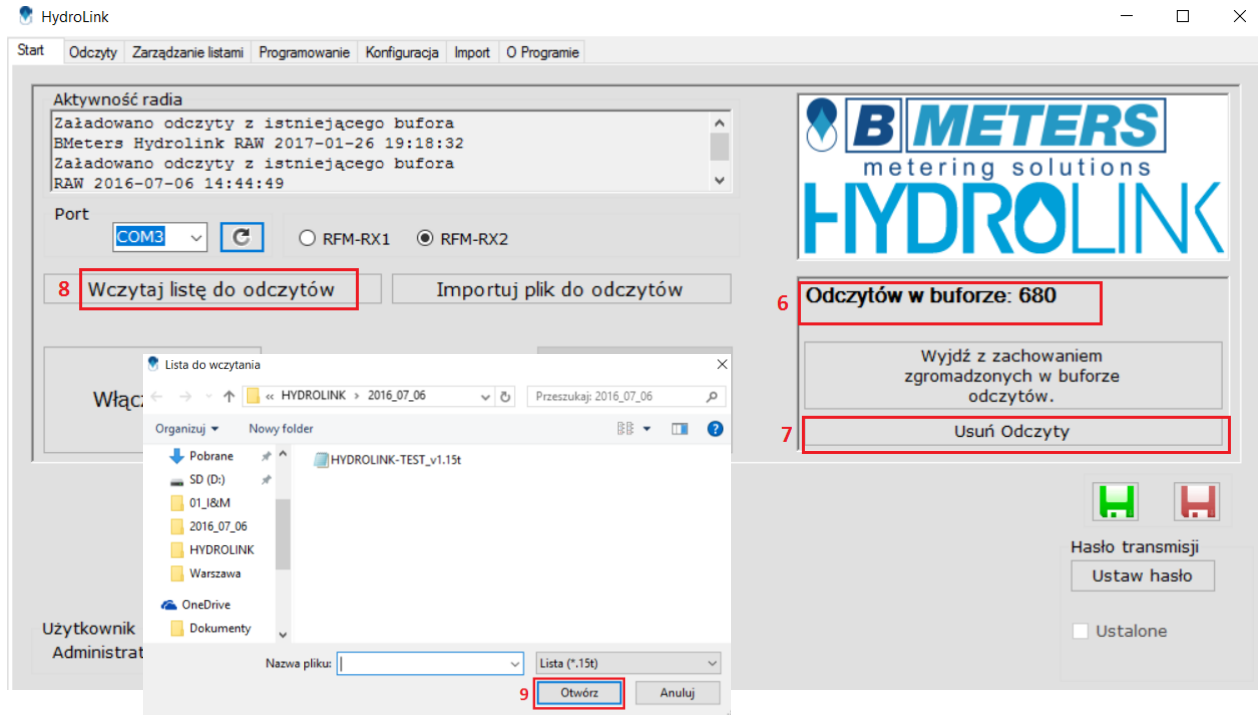 HydroLink
Start Odczyty Zarządzanie listami Programowanie Konfiguracja Import O Programie
Aktywność radia
Załadowano odczyty z istniejącego bufora
BMeters Hydrolink RAW 2017-01-26 19:18:32
Załadowano odczyty z istniejącego bufora
RAW 2016-07-06 14:44:49
B METERS
metering solutions
HYDROLINK
Port
COM3 RFM-RX1 RFM-RX2
8 Wczytaj listę do odczytów Importuj plik do odczytów
6 Odczytów w buforze: 680
Wyjdź z zachowaniem
zgromadzonych w buforze
odczytów.
7 Usuń Odczyty
Włącz
Lista do wczytania
« HYDROLINK › 2016_07_06 Przeszukaj: 2016_07_06
Organizuj Nowy folder ?
Pobrane
SD (D:)
01_I&M
2016_07_06
HYDROLINK
Warszawa
OneDrive
Dokumenty
HYDROLINK-TEST_v1.15t
Nazwa pliku: Lista (*.15t)
9 Otwórz Anuluj
Hasło transmisji
Ustaw hasło
Ustalone
Użytkownik
Administrat